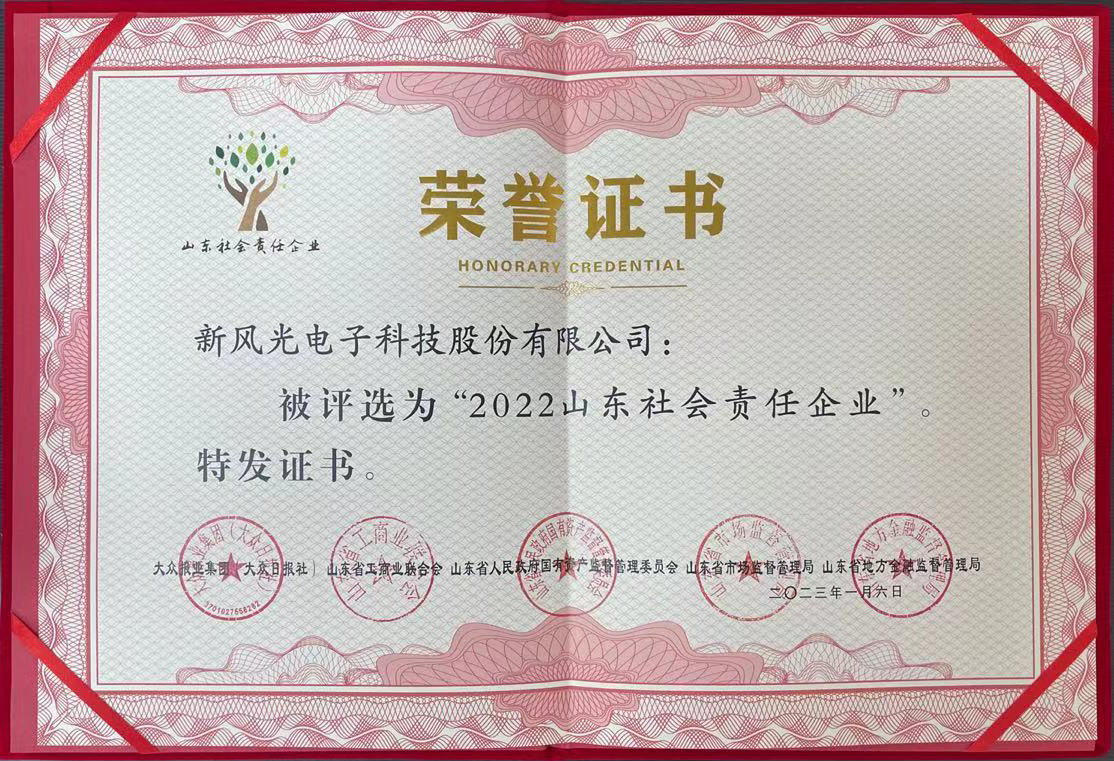 山东社会责任企业
荣誉证书
HONORARY CREDENTIAL
新风光电子科技股份有限公司：
被评选为“2022山东社会责任企业”。
特发证书。
大众报业集团（大众日报社） 山东省工商业联合会 山东省人民政府国有资产监督管理委员会 山东省市场监督管理局 山东省地方金融监督管理局
二〇二三年一月六日
3701027658282